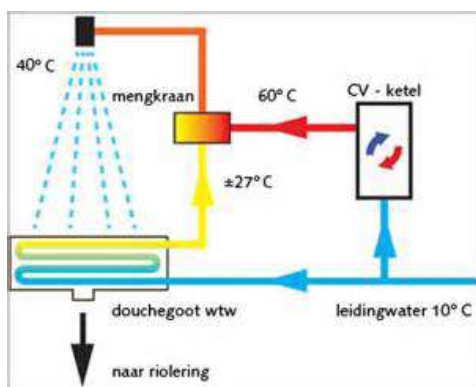 40° C
mengkraan
60° C
CV - ketel
±27° C
douchegoot wtw
leidingwater 10° C
naar riolering